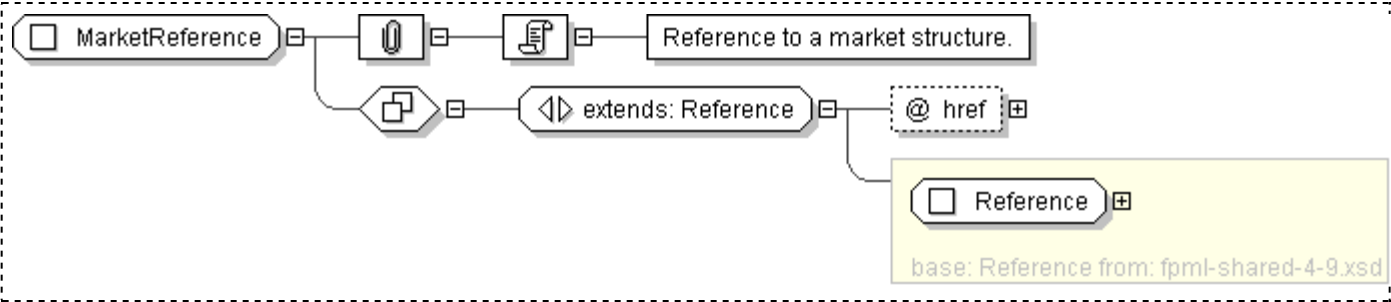 MarketReference
Reference to a market structure.
extends: Reference
@ href
Reference
base: Reference from: fpml-shared-4-9.xsd